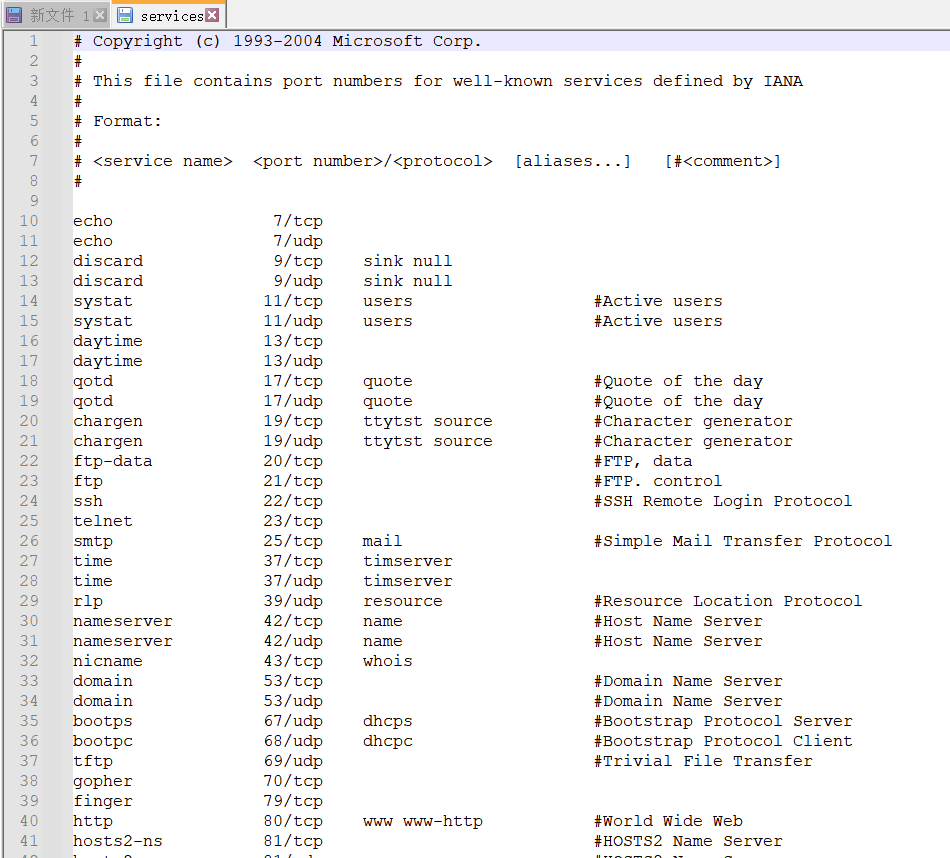 新文件 1 services
1 # Copyright (c) 1993-2004 Microsoft Corp.
2 #
3 # This file contains port numbers for well-known services defined by IANA
4 #
5 # Format:
6 #
7 # <service name>  <port number>/<protocol>  [aliases...]   [#<comment>]
8 #
9
10 echo                7/tcp
11 echo                7/udp
12 discard             9/tcp    sink null
13 discard             9/udp    sink null
14 systat             11/tcp    users                  #Active users
15 systat             11/udp    users                  #Active users
16 daytime            13/tcp
17 daytime            13/udp
18 qotd               17/tcp    quote                  #Quote of the day
19 qotd               17/udp    quote                  #Quote of the day
20 chargen            19/tcp    ttytst source          #Character generator
21 chargen            19/udp    ttytst source          #Character generator
22 ftp-data           20/tcp                           #FTP, data
23 ftp                21/tcp                           #FTP. control
24 ssh                22/tcp                           #SSH Remote Login Protocol
25 telnet             23/tcp
26 smtp               25/tcp    mail                   #Simple Mail Transfer Protocol
27 time               37/tcp    timserver
28 time               37/udp    timserver
29 rlp                39/udp    resource               #Resource Location Protocol
30 nameserver         42/tcp    name                   #Host Name Server
31 nameserver         42/udp    name                   #Host Name Server
32 nicname            43/tcp    whois
33 domain             53/tcp                           #Domain Name Server
34 domain             53/udp                           #Domain Name Server
35 bootps             67/udp    dhcps                  #Bootstrap Protocol Server
36 bootpc             68/udp    dhcpc                  #Bootstrap Protocol Client
37 tftp               69/udp                           #Trivial File Transfer
38 gopher             70/tcp
39 finger             79/tcp
40 http               80/tcp    www www-http           #World Wide Web
41 hosts2-ns          81/tcp                           #HOSTS2 Name Server